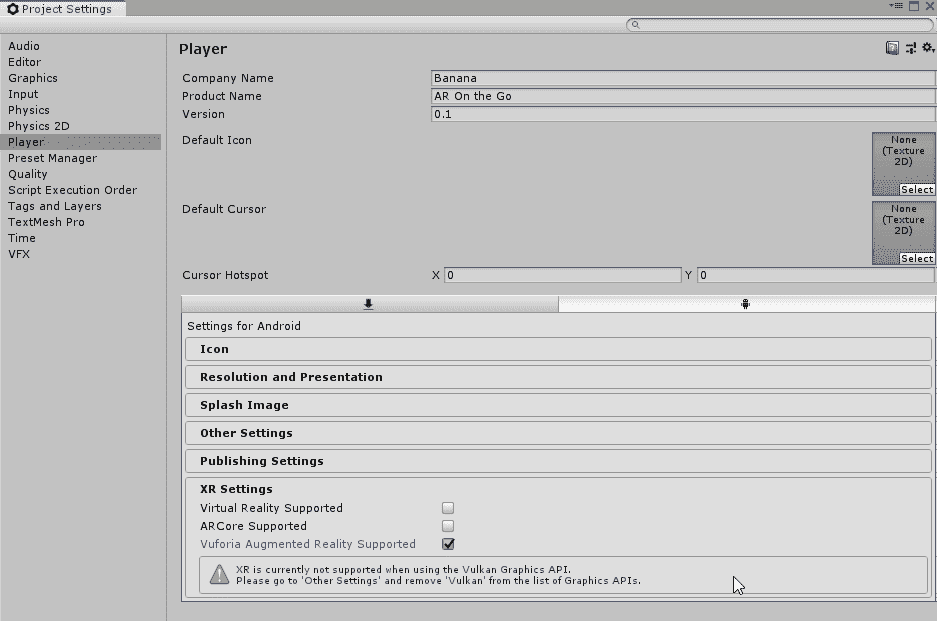 Project Settings
Audio
Editor
Graphics
Input
Physics
Physics 2D
Player
Preset Manager
Quality
Script Execution Order
Tags and Layers
TextMesh Pro
Time
VFX
Player
Company Name
Banana
Product Name
AR On the Go
Version
0.1
Default Icon
None
(Texture
2D)
Select
Default Cursor
None
(Texture
2D)
Select
Cursor Hotspot
X 0
Y 0
Settings for Android
Icon
Resolution and Presentation
Splash Image
Other Settings
Publishing Settings
XR Settings
Virtual Reality Supported
ARCore Supported
Vuforia Augmented Reality Supported
XR is currently not supported when using the Vulkan Graphics API.
Please go to 'Other Settings' and remove 'Vulkan' from the list of Graphics APIs.